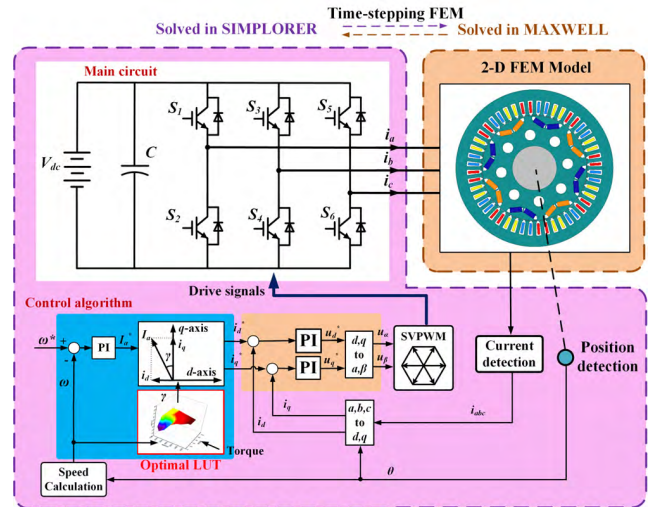 Time-stepping FEM
Solved in SIMPLORER
Solved in MAXWELL
Main circuit
2-D FEM Model
S1
S3
S5
ia
Vdc
C
ib
ic
S2
S4
S6
Drive signals
Control algorithm
ω*
+
-
ω
PI
Ia*
Ia
q-axis
iq
γ
id
d-axis
id*
iq*
PI
ud*
PI
uq*
d,q
to
α,β
uα
uβ
SVPWM
Current
detection
Position
detection
γ
Torque
Optimal LUT
iq
id
a,b,c
to
d,q
iabc
Speed
Calculation
θ